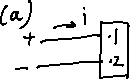 (a)
→ i
+
.1
−
.2